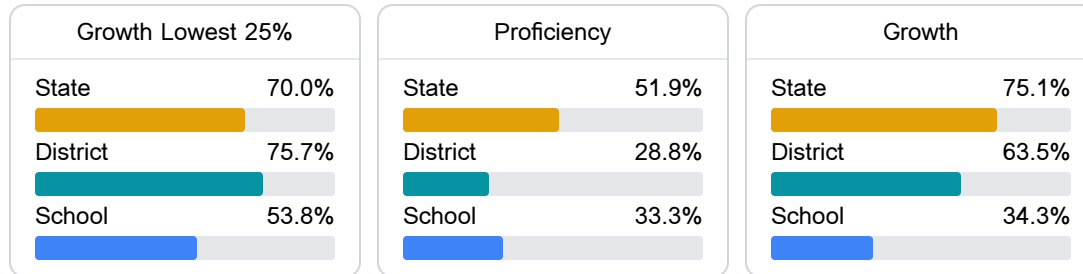 Growth Lowest 25%
State 70.0%
District 75.7%
School 53.8%
Proficiency
State 51.9%
District 28.8%
School 33.3%
Growth
State 75.1%
District 63.5%
School 34.3%